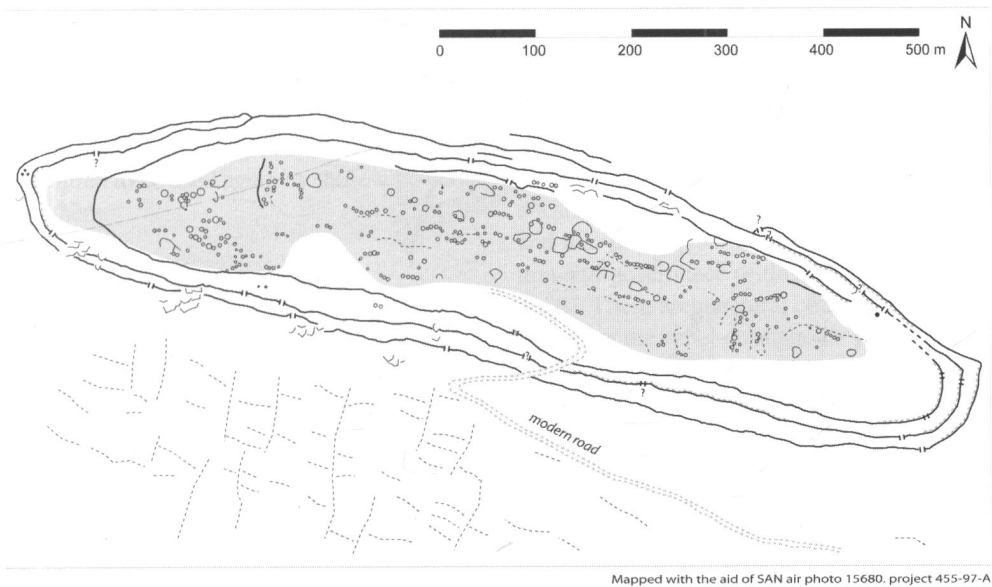 N
0 100 200 300 400 500 m
?
?
?
?
?
modern road
Mapped with the aid of SAN air photo 15680. project 455-97-A